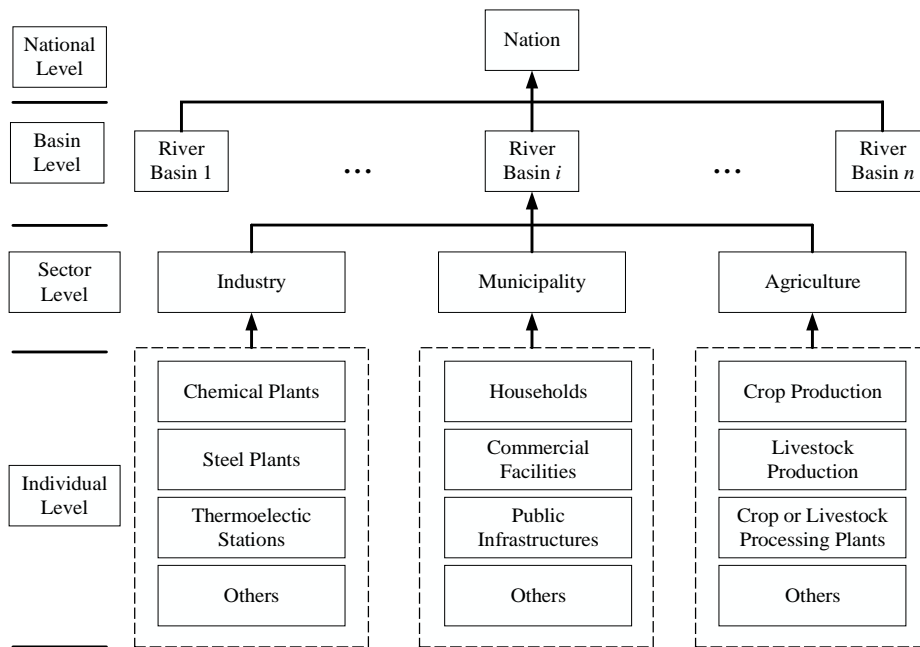 National
Level
Nation
Basin
Level
River
Basin 1
...
River
Basin i
...
River
Basin n
Sector
Level
Industry
Municipality
Agriculture
Individual
Level
Chemical Plants
Steel Plants
Thermoelectic
Stations
Others
Households
Commercial
Facilities
Public
Infrastructures
Others
Crop Production
Livestock
Production
Crop or Livestock
Processing Plants
Others